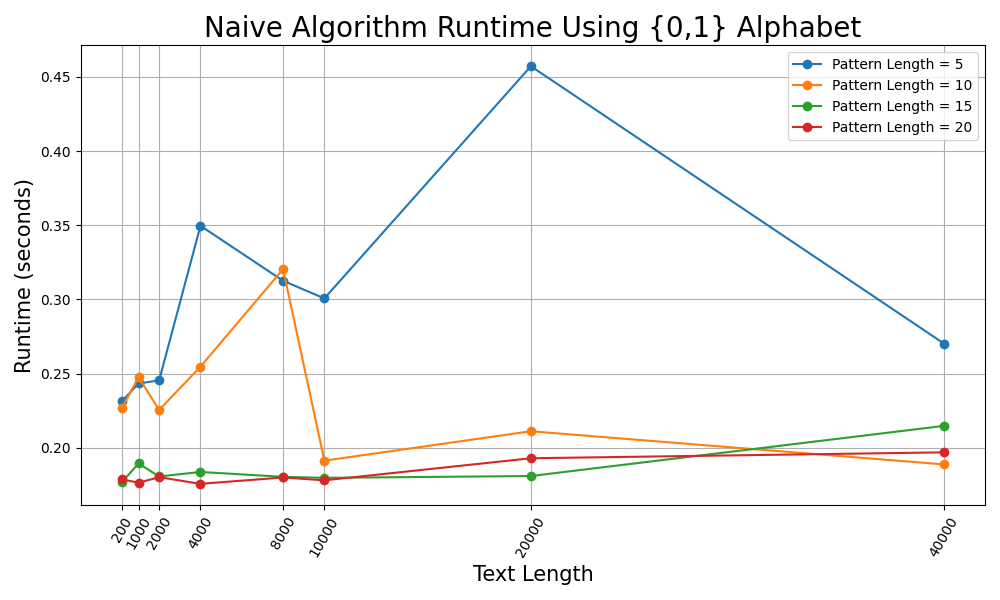 Naive Algorithm Runtime Using {0,1} Alphabet
Pattern Length = 5
Pattern Length = 10
Pattern Length = 15
Pattern Length = 20
Runtime (seconds)
0.45
0.40
0.35
0.30
0.25
0.20
200
1000
2000
4000
8000
10000
20000
40000
Text Length